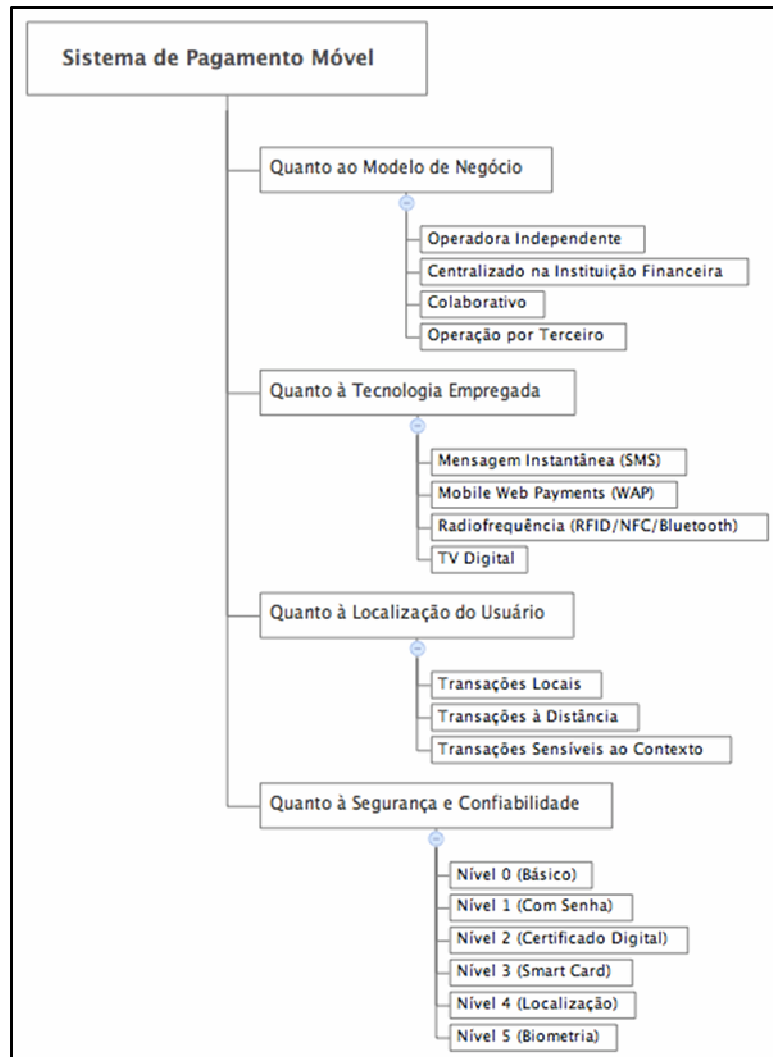 Sistema de Pagamento Móvel
Quanto ao Modelo de Negócio
Operadora Independente
Centralizado na Instituição Financeira
Colaborativo
Operação por Terceiro
Quanto à Tecnologia Empregada
Mensagem Instantânea (SMS)
Mobile Web Payments (WAP)
Radiofrequência (RFID/NFC/Bluetooth)
TV Digital
Quanto à Localização do Usuário
Transações Locais
Transações à Distância
Transações Sensíveis ao Contexto
Quanto à Segurança e Confiabilidade
Nível 0 (Básico)
Nível 1 (Com Senha)
Nível 2 (Certificado Digital)
Nível 3 (Smart Card)
Nível 4 (Localização)
Nível 5 (Biometria)